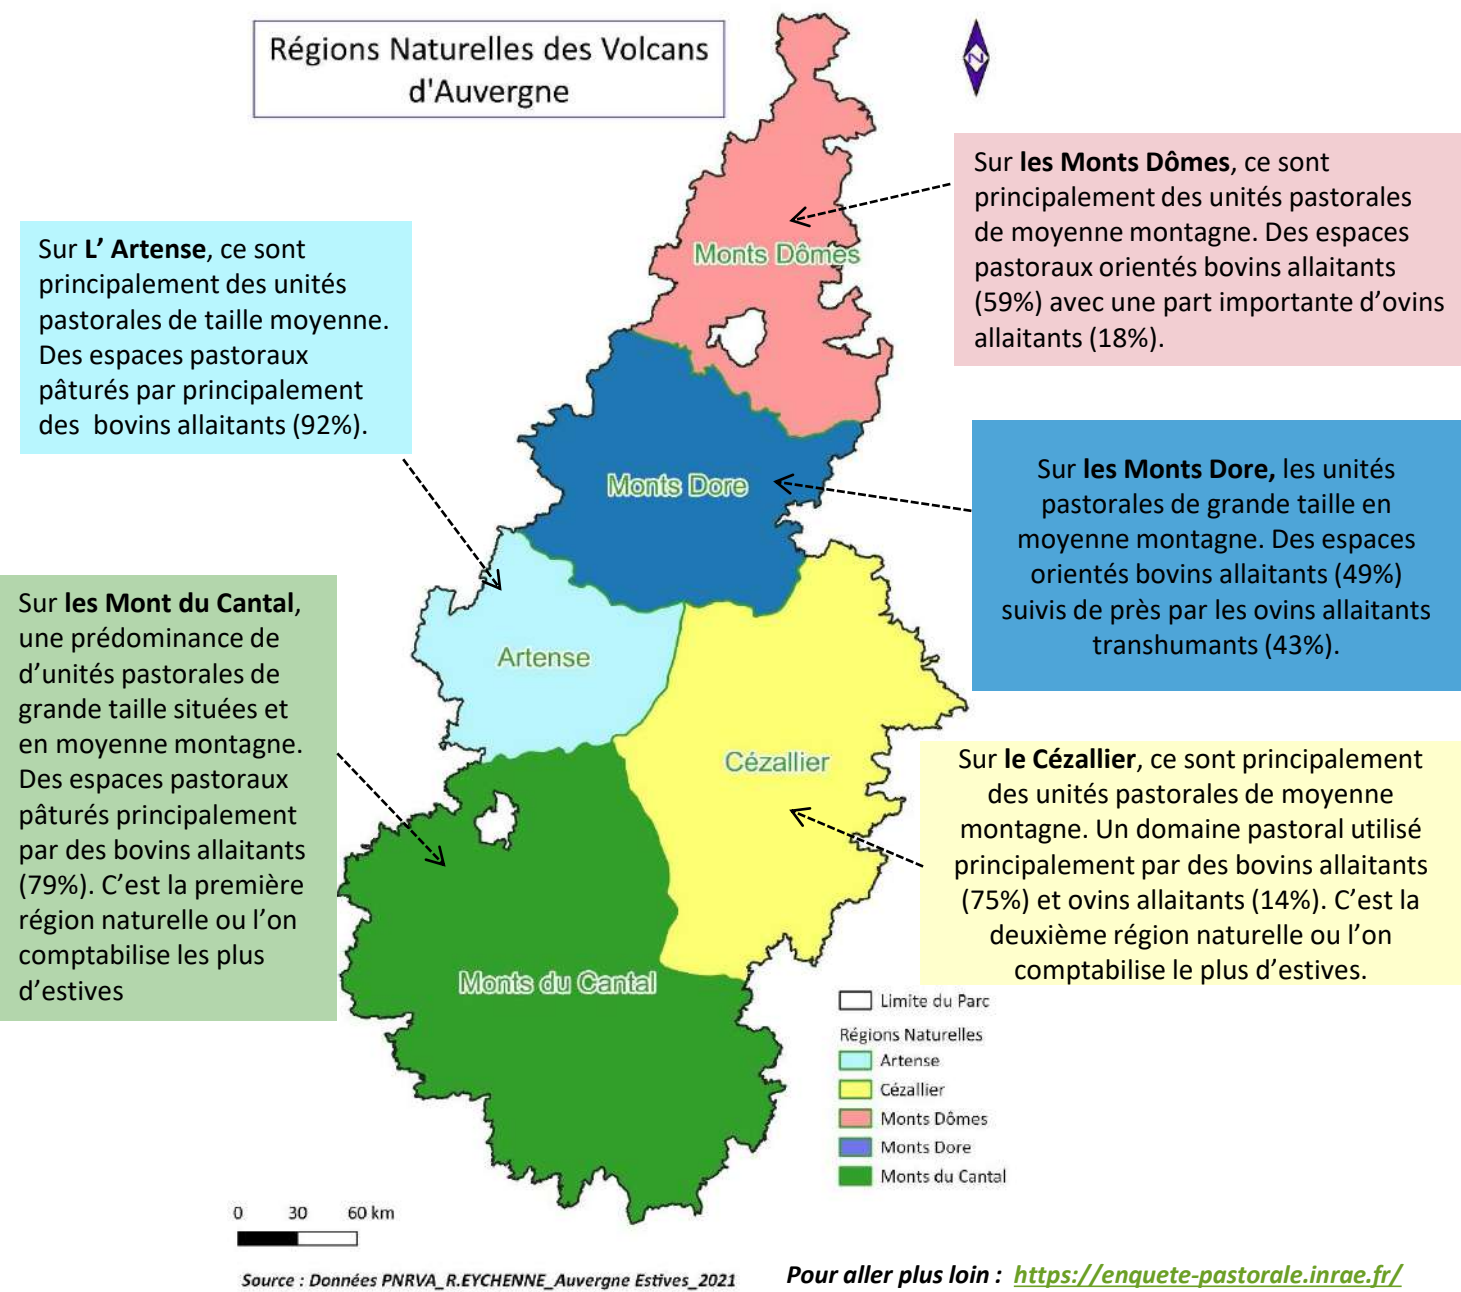 Régions Naturelles des Volcans
d'Auvergne
N
Sur les Monts Dômes, ce sont
principalement des unités pastorales
de moyenne montagne. Des espaces
pastoraux orientés bovins allaitants
(59%) avec une part importante d’ovins
allaitants (18%).
Sur L’ Artense, ce sont
principalement des unités
pastorales de taille moyenne.
Des espaces pastoraux
pâturés par principalement
des bovins allaitants (92%).
Monts Dômes
Sur les Monts Dore, les unités
pastorales de grande taille en
moyenne montagne. Des espaces
orientés bovins allaitants (49%)
suivis de près par les ovins allaitants
transhumants (43%).
Monts Dore
Sur les Mont du Cantal,
une prédominance de
d’unités pastorales de
grande taille situées et
en moyenne montagne.
Des espaces pastoraux
pâturés principalement
par des bovins allaitants
(79%). C’est la première
région naturelle ou l’on
comptabilise les plus
d’estives
Artense
Cézallier
Sur le Cézallier, ce sont principalement
des unités pastorales de moyenne
montagne. Un domaine pastoral utilisé
principalement par des bovins allaitants
(75%) et ovins allaitants (14%). C’est la
deuxième région naturelle ou l’on
comptabilise le plus d’estives.
Monts du Cantal
Limite du Parc
Régions Naturelles
Artense
Cézallier
Monts Dômes
Monts Dore
Monts du Cantal
0 30 60 km
Source : Données PNRVA_R.EYCHENNE_Auvergne Estives_2021
Pour aller plus loin : https://enquete-pastorale.inrae.fr/